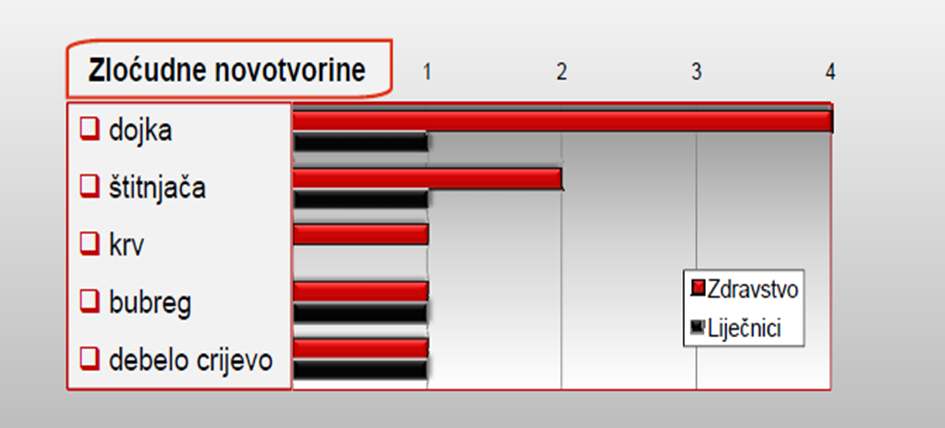 Zloćudne novotvorine
1 2 3 4
dojka
štitnjača
krv
bubreg
debelo crijevo
Zdravstvo
Liječnici